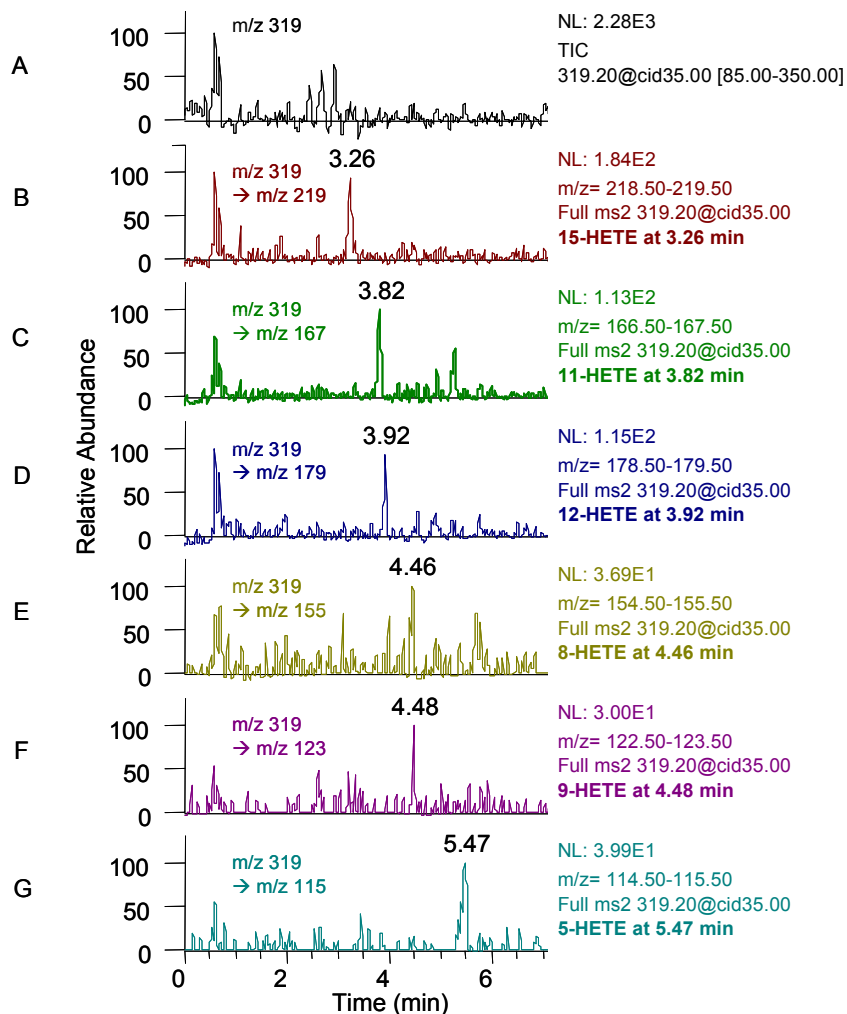 A
100
50
0
m/z 319
NL: 2.28E3
TIC
319.20@cid35.00 [85.00-350.00]
B
100
50
0
m/z 319
→ m/z 219
3.26
NL: 1.84E2
m/z= 218.50-219.50
Full ms2 319.20@cid35.00
15-HETE at 3.26 min
C
100
50
0
m/z 319
→ m/z 167
3.82
NL: 1.13E2
m/z= 166.50-167.50
Full ms2 319.20@cid35.00
11-HETE at 3.82 min
Relative Abundance
D
100
50
0
m/z 319
→ m/z 179
3.92
NL: 1.15E2
m/z= 178.50-179.50
Full ms2 319.20@cid35.00
12-HETE at 3.92 min
E
100
50
0
m/z 319
→ m/z 155
4.46
NL: 3.69E1
m/z= 154.50-155.50
Full ms2 319.20@cid35.00
8-HETE at 4.46 min
F
100
50
0
m/z 319
→ m/z 123
4.48
NL: 3.00E1
m/z= 122.50-123.50
Full ms2 319.20@cid35.00
9-HETE at 4.48 min
G
100
50
0
m/z 319
→ m/z 115
5.47
NL: 3.99E1
m/z= 114.50-115.50
Full ms2 319.20@cid35.00
5-HETE at 5.47 min
0 2 4 6
Time (min)